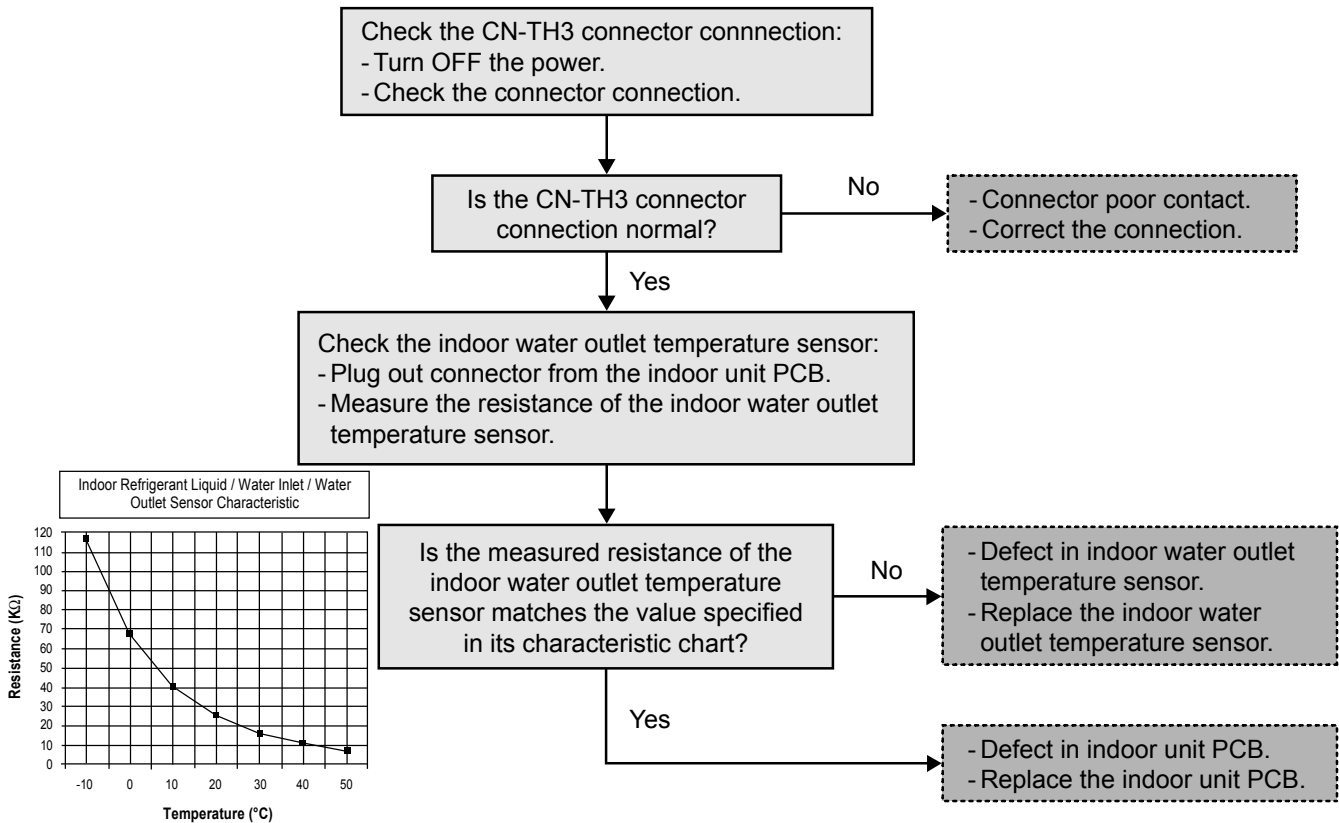 Check the CN-TH3 connector connnection:
- Turn OFF the power.
- Check the connector connection.
Is the CN-TH3 connector
connection normal?
No
- Connector poor contact.
- Correct the connection.
Yes
Check the indoor water outlet temperature sensor:
- Plug out connector from the indoor unit PCB.
- Measure the resistance of the indoor water outlet
temperature sensor.
Indoor Refrigerant Liquid / Water Inlet / Water
Outlet Sensor Characteristic
120
110
100
90
80
70
60
50
40
30
20
10
0
Resistance (KΩ)
-10 0 10 20 30 40 50
Temperature (°C)
Is the measured resistance of the
indoor water outlet temperature
sensor matches the value specified
in its characteristic chart?
No
- Defect in indoor water outlet
temperature sensor.
- Replace the indoor water
outlet temperature sensor.
Yes
- Defect in indoor unit PCB.
- Replace the indoor unit PCB.